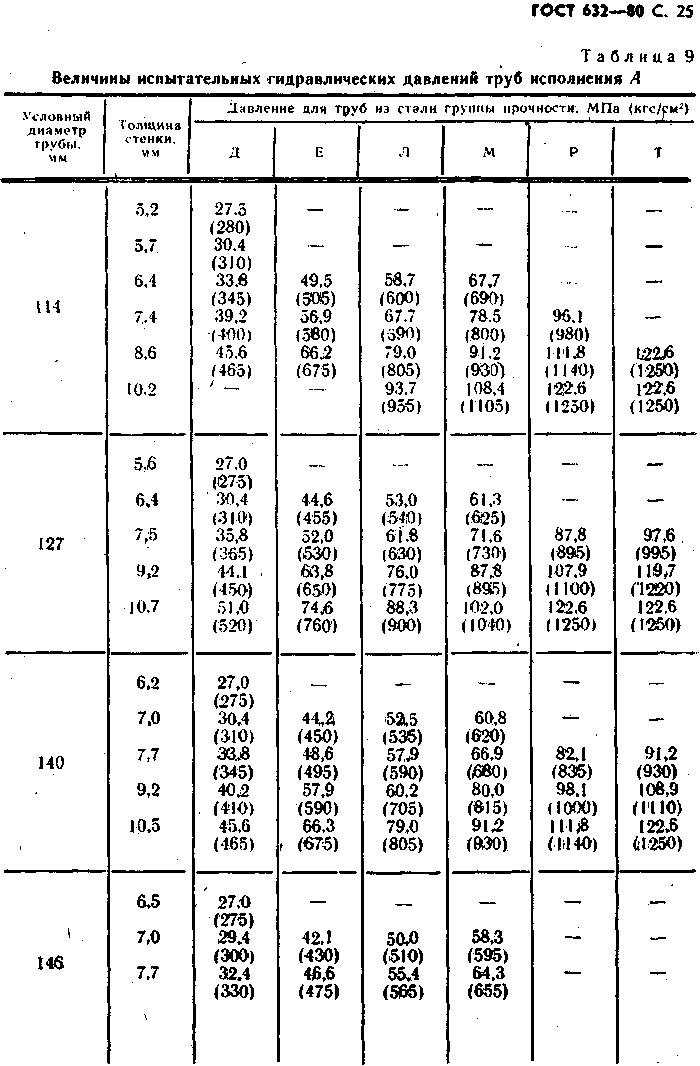 ГОСТ 632—80 С. 25
Таблица 9
Величины испытательных гидравлических давлений труб исполнения А
Условный диаметр трубы, мм
Толщина стенки, мм
Давление для труб из стали группы прочности, МПа (кгс/см²)
Д Е Л М Р Т
114
5,2 27,5 — — — — —
(280)
5,7 30,4 — — — — —
(310)
6,4 33,8 49,5 58,7 67,7 — —
(345) (505) (600) (690)
7,4 39,2 56,9 67,7 78,5 96,1 —
(400) (580) (690) (800) (980)
8,6 45,6 66,2 79,0 91,2 111,8 122,6
(465) (675) (805) (930) (1140) (1250)
10,2 — — 93,7 108,4 122,6 122,6
(955) (1105) (1250) (1250)
127
5,6 27,0 — — — — —
(275)
6,4 30,4 44,6 53,0 61,3 — —
(310) (455) (540) (625)
7,5 35,8 52,0 61,8 71,6 87,8 97,6
(365) (530) (630) (730) (895) (995)
9,2 44,1 63,8 76,0 87,8 107,9 119,7
(450) (650) (775) (895) (1100) (1220)
10,7 51,0 74,6 88,3 102,0 122,6 122,6
(520) (760) (900) (1040) (1250) (1250)
140
6,2 27,0 — — — — —
(275)
7,0 30,4 44,2 52,5 60,8 — —
(310) (450) (535) (620)
7,7 33,8 48,6 57,9 66,9 82,1 91,2
(345) (495) (590) (680) (835) (930)
9,2 40,2 57,9 60,2 80,0 98,1 108,9
(410) (590) (705) (815) (1000) (1110)
10,5 45,6 66,3 79,0 91,2 111,8 122,6
(465) (675) (805) (930) (1140) (1250)
146
6,5 27,0 — — — — —
(275)
7,0 29,4 42,1 50,0 58,3 — —
(300) (430) (510) (595)
7,7 32,4 46,6 55,4 64,3 — —
(330) (475) (565) (655)